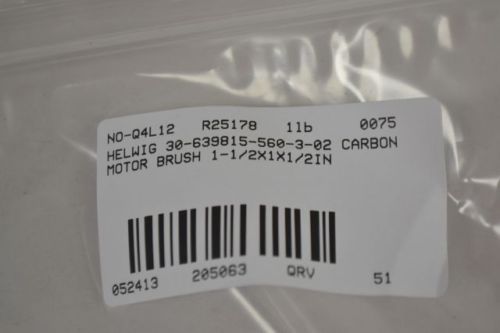 NO-Q4L12 R25178 1lb 0075
HELWIG 30-639815-560-3-02 CARBON
MOTOR BRUSH 1-1/2X1X1/2IN
052413 205063 QRV 51